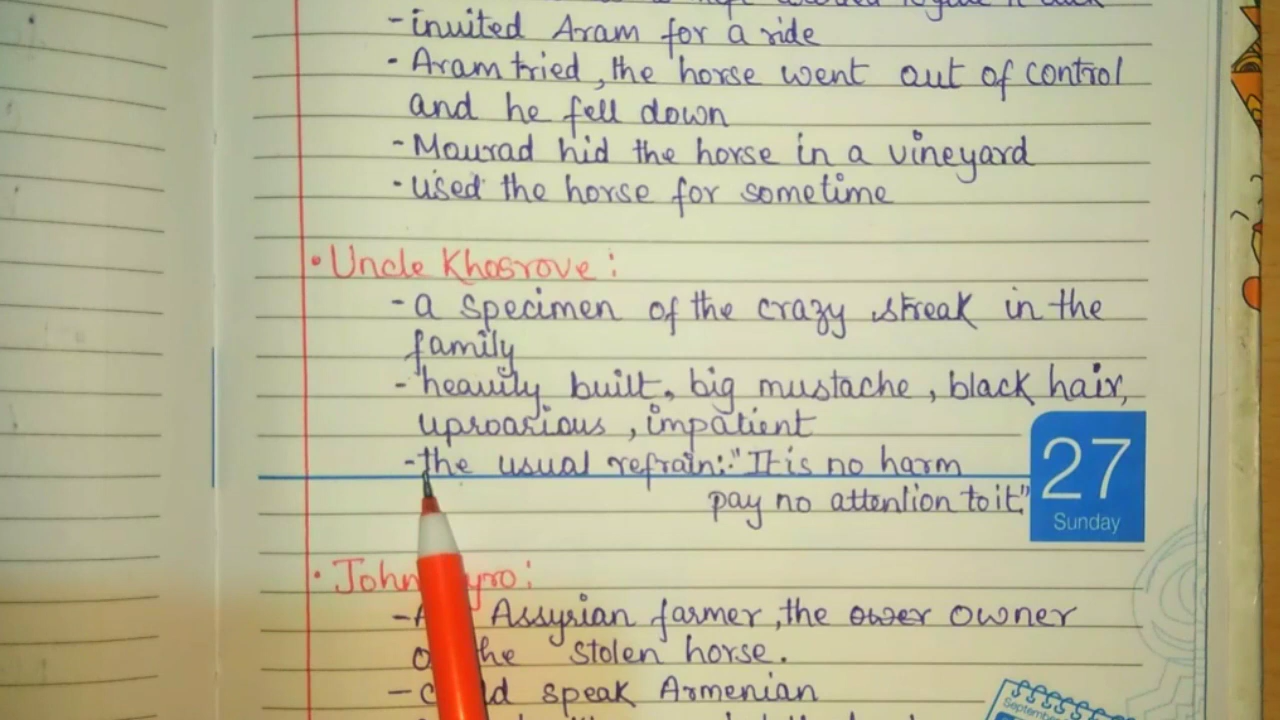 - invited Aram for a ride
- Aram tried, the horse went out of control
and he fell down
- Mourad hid the horse in a vineyard
- used the horse for sometime
• Uncle Khosrove:
- a specimen of the crazy streak in the
family
- heavily built, big mustache, black hair,
uproarious, impatient
- the usual refrain:- "It is no harm
pay no attention to it"
27
Sunday
• John yro:
- Assyrian farmer, the ower owner
the stolen horse.
- speak Armenian
September